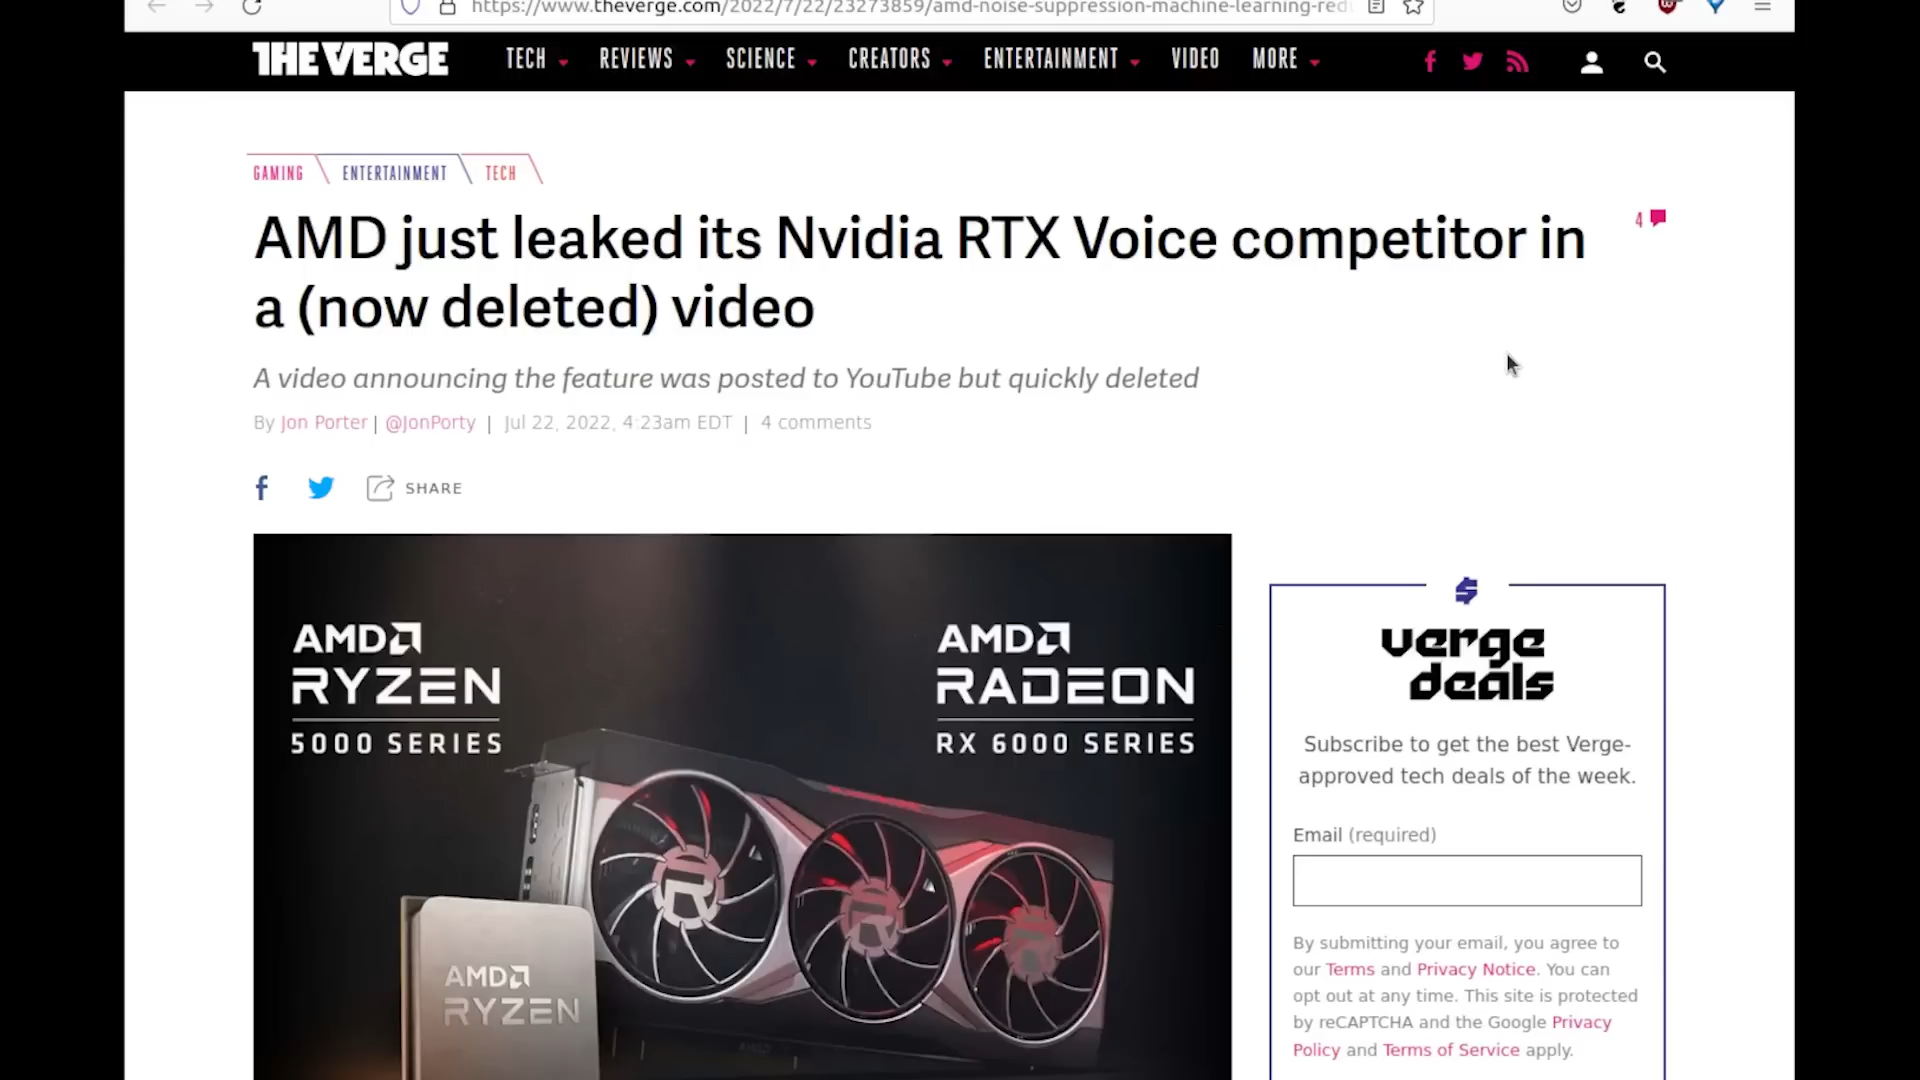 https://www.theverge.com/2022/7/22/23273859/amd-noise-suppression-machine-learning-red
THE VERGE TECH REVIEWS SCIENCE CREATORS ENTERTAINMENT VIDEO MORE
GAMING ENTERTAINMENT TECH
AMD just leaked its Nvidia RTX Voice competitor in
a (now deleted) video
4
A video announcing the feature was posted to YouTube but quickly deleted
By Jon Porter | @JonPorty | Jul 22, 2022, 4:23am EDT | 4 comments
SHARE
AMD
RYZEN
5000 SERIES
AMD
RADEON
RX 6000 SERIES
AMD
RYZEN
verge
deals
Subscribe to get the best Verge-
approved tech deals of the week.
Email (required)
By submitting your email, you agree to
our Terms and Privacy Notice. You can
opt out at any time. This site is protected
by reCAPTCHA and the Google Privacy
Policy and Terms of Service apply.